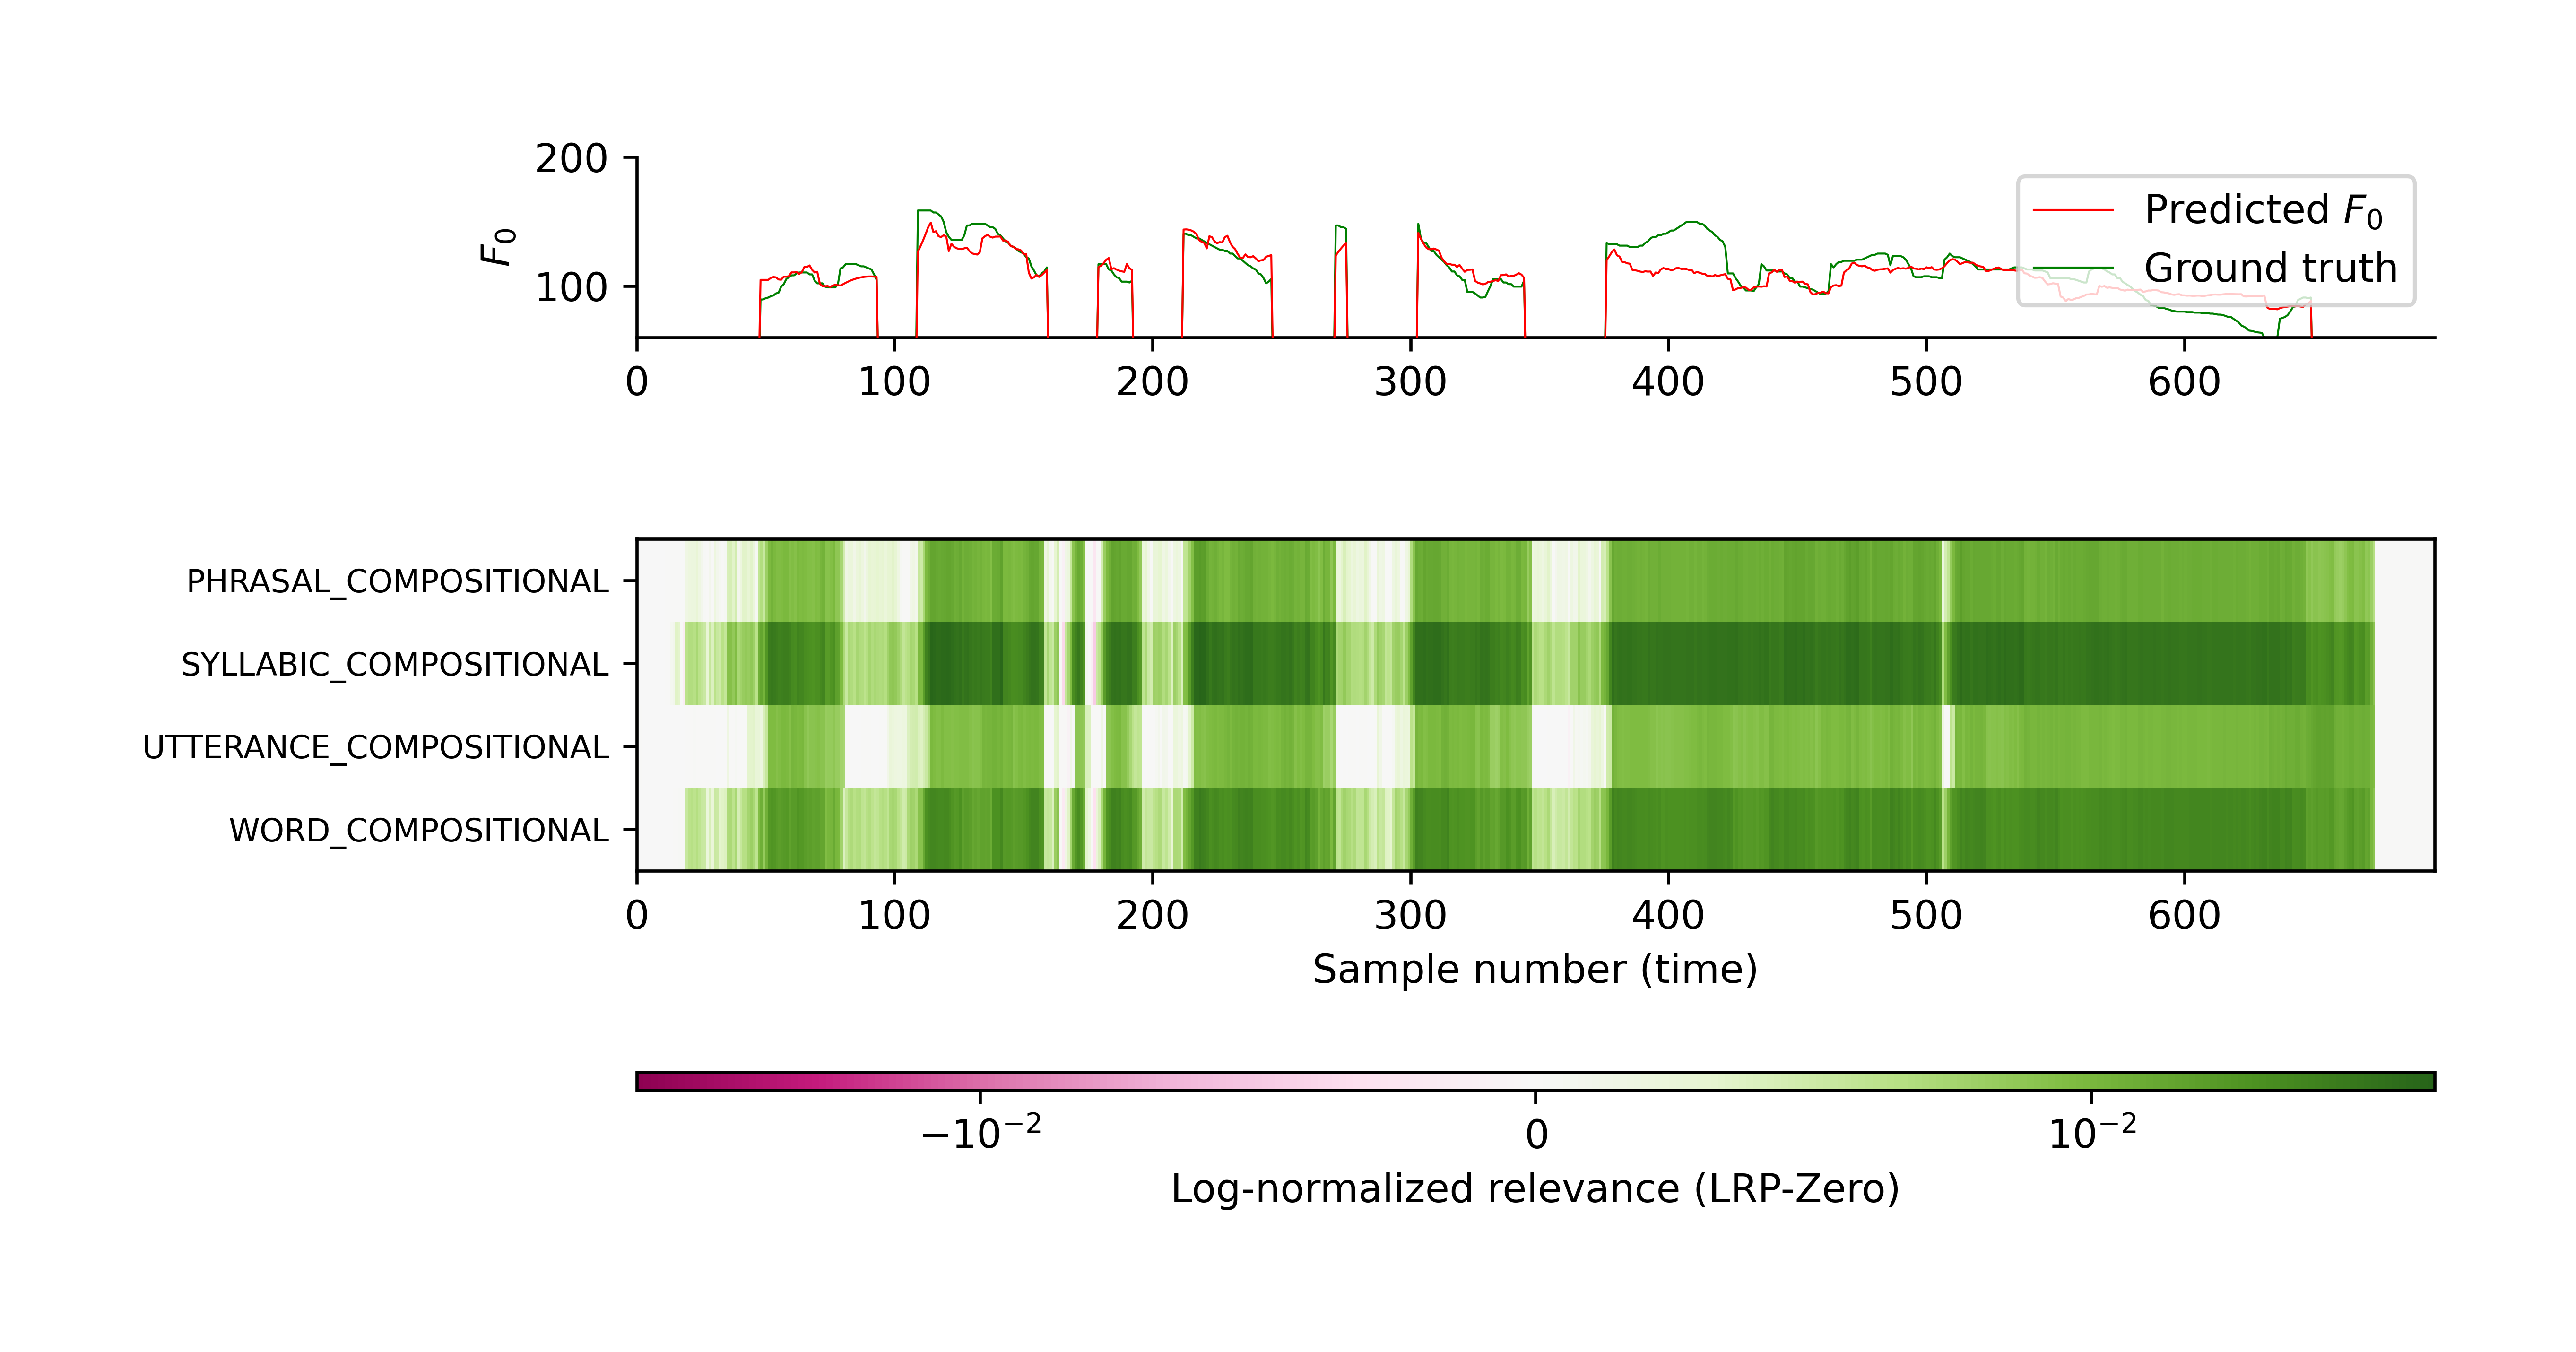 200
100
F₀
Predicted F₀
Ground truth
0 100 200 300 400 500 600
PHRASAL_COMPOSITIONAL
SYLLABIC_COMPOSITIONAL
UTTERANCE_COMPOSITIONAL
WORD_COMPOSITIONAL
0 100 200 300 400 500 600
Sample number (time)
−10⁻² 0 10⁻²
Log-normalized relevance (LRP-Zero)